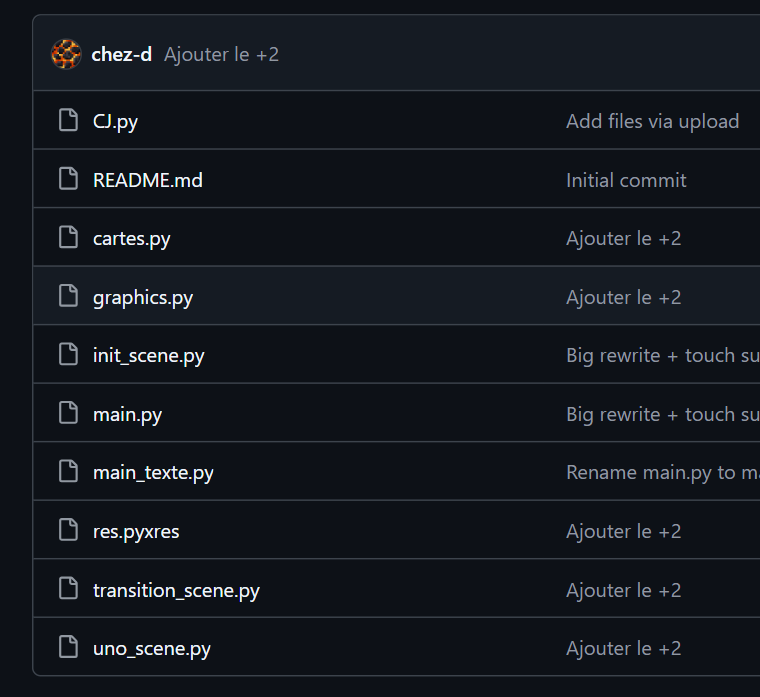 chez-d Ajouter le +2
CJ.py Add files via upload
README.md Initial commit
cartes.py Ajouter le +2
graphics.py Ajouter le +2
init_scene.py Big rewrite + touch su
main.py Big rewrite + touch su
main_texte.py Rename main.py to ma
res.pyxres Ajouter le +2
transition_scene.py Ajouter le +2
uno_scene.py Ajouter le +2